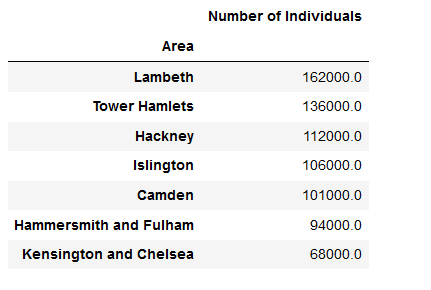 Number of Individuals
Area
Lambeth 162000.0
Tower Hamlets 136000.0
Hackney 112000.0
Islington 106000.0
Camden 101000.0
Hammersmith and Fulham 94000.0
Kensington and Chelsea 68000.0